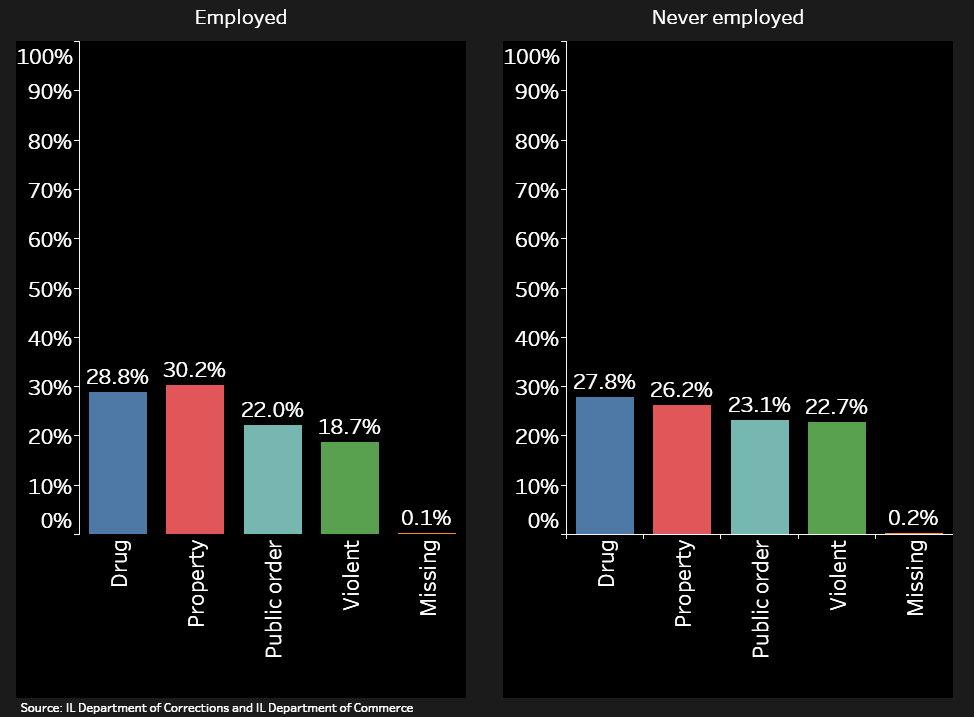 Employed
100%
90%
80%
70%
60%
50%
40%
30%
20%
10%
0%
28.8%
30.2%
22.0%
18.7%
0.1%
Drug
Property
Public order
Violent
Missing
Never employed
100%
90%
80%
70%
60%
50%
40%
30%
20%
10%
0%
27.8%
26.2%
23.1%
22.7%
0.2%
Drug
Property
Public order
Violent
Missing
Source: IL Department of Corrections and IL Department of Commerce